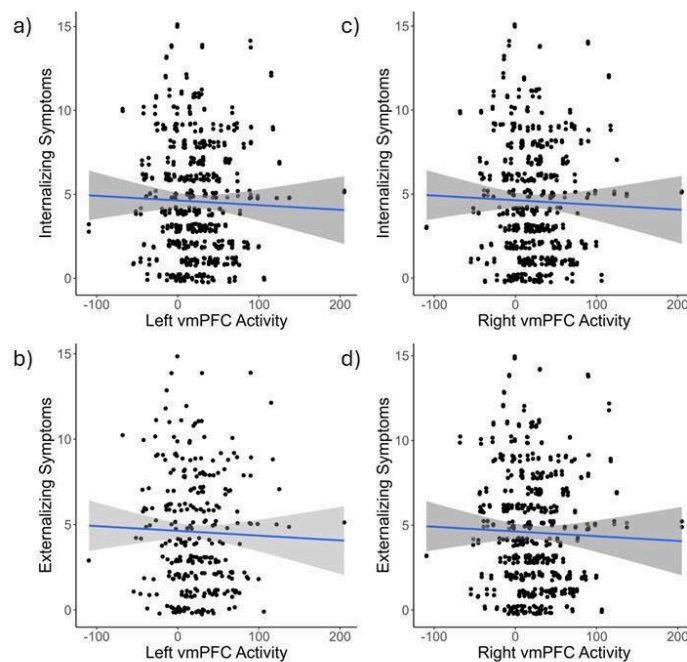 a)
15
10
5
0
Internalizing Symptoms
-100 0 100 200
Left vmPFC Activity
c)
15
10
5
0
Internalizing Symptoms
-100 0 100 200
Right vmPFC Activity
b)
15
10
5
0
Externalizing Symptoms
-100 0 100 200
Left vmPFC Activity
d)
15
10
5
0
Externalizing Symptoms
-100 0 100 200
Right vmPFC Activity